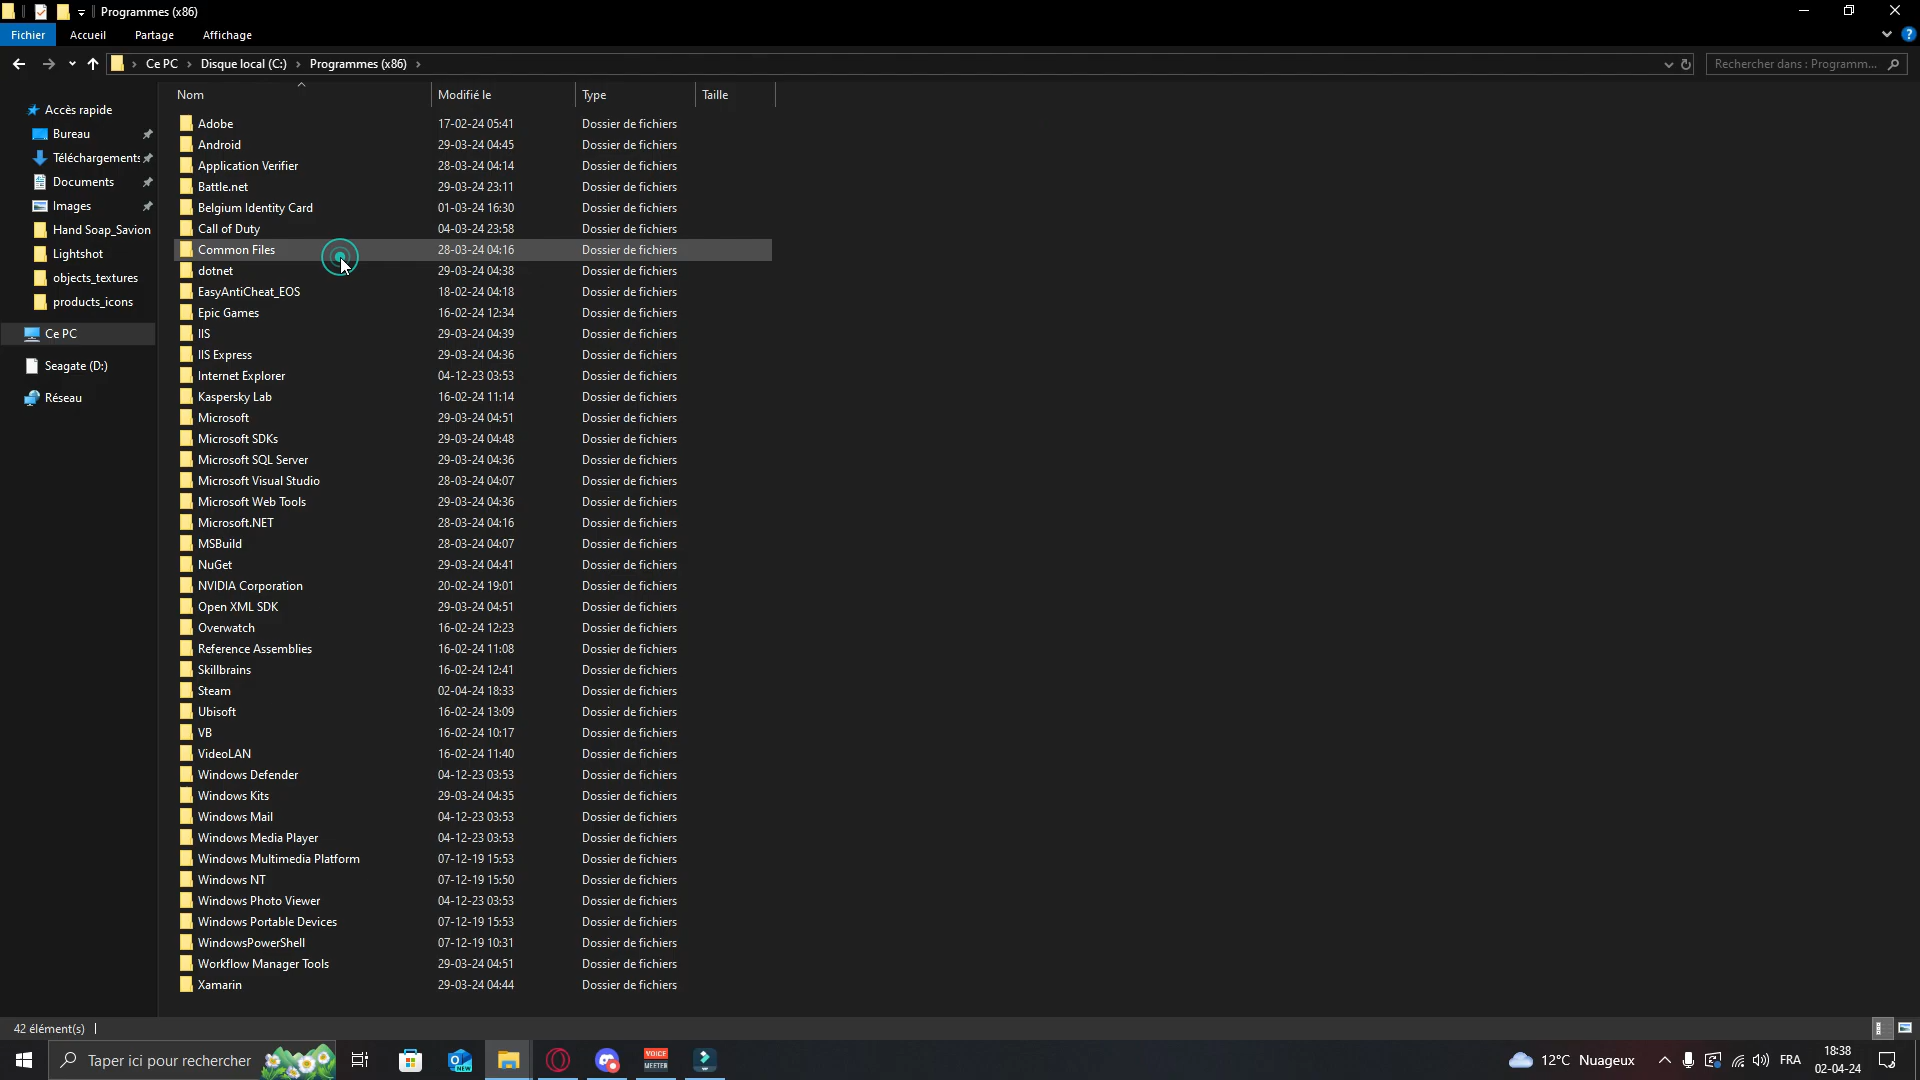 Programmes (x86)
Fichier Accueil Partage Affichage
Ce PC Disque local (C:) Programmes (x86)
Rechercher dans : Programm...
Nom Modifié le Type Taille
Accès rapide
Bureau
Téléchargements
Documents
Images
Hand Soap_Savion
Lightshot
objects_textures
products_icons
Ce PC
Seagate (D:)
Réseau
Adobe 17-02-24 05:41 Dossier de fichiers
Android 29-03-24 04:45 Dossier de fichiers
Application Verifier 28-03-24 04:14 Dossier de fichiers
Battle.net 29-03-24 23:11 Dossier de fichiers
Belgium Identity Card 01-03-24 16:30 Dossier de fichiers
Call of Duty 04-03-24 23:58 Dossier de fichiers
Common Files 28-03-24 04:16 Dossier de fichiers
dotnet 29-03-24 04:38 Dossier de fichiers
EasyAntiCheat_EOS 18-02-24 04:18 Dossier de fichiers
Epic Games 16-02-24 12:34 Dossier de fichiers
IIS 29-03-24 04:39 Dossier de fichiers
IIS Express 29-03-24 04:36 Dossier de fichiers
Internet Explorer 04-12-23 03:53 Dossier de fichiers
Kaspersky Lab 16-02-24 11:14 Dossier de fichiers
Microsoft 29-03-24 04:51 Dossier de fichiers
Microsoft SDKs 29-03-24 04:48 Dossier de fichiers
Microsoft SQL Server 29-03-24 04:36 Dossier de fichiers
Microsoft Visual Studio 28-03-24 04:07 Dossier de fichiers
Microsoft Web Tools 29-03-24 04:36 Dossier de fichiers
Microsoft.NET 28-03-24 04:16 Dossier de fichiers
MSBuild 28-03-24 04:07 Dossier de fichiers
NuGet 29-03-24 04:41 Dossier de fichiers
NVIDIA Corporation 20-02-24 19:01 Dossier de fichiers
Open XML SDK 29-03-24 04:51 Dossier de fichiers
Overwatch 16-02-24 12:23 Dossier de fichiers
Reference Assemblies 16-02-24 11:08 Dossier de fichiers
Skillbrains 16-02-24 12:41 Dossier de fichiers
Steam 02-04-24 18:33 Dossier de fichiers
Ubisoft 16-02-24 13:09 Dossier de fichiers
VB 16-02-24 10:17 Dossier de fichiers
VideoLAN 16-02-24 11:40 Dossier de fichiers
Windows Defender 04-12-23 03:53 Dossier de fichiers
Windows Kits 29-03-24 04:35 Dossier de fichiers
Windows Mail 04-12-23 03:53 Dossier de fichiers
Windows Media Player 04-12-23 03:53 Dossier de fichiers
Windows Multimedia Platform 07-12-19 15:53 Dossier de fichiers
Windows NT 07-12-19 15:50 Dossier de fichiers
Windows Photo Viewer 04-12-23 03:53 Dossier de fichiers
Windows Portable Devices 07-12-19 15:53 Dossier de fichiers
WindowsPowerShell 07-12-19 10:31 Dossier de fichiers
Workflow Manager Tools 29-03-24 04:51 Dossier de fichiers
Xamarin 29-03-24 04:44 Dossier de fichiers
42 élément(s)
Taper ici pour rechercher
NEW
VOICE
MEETER
12°C Nuageux
FRA
18:38
02-04-24